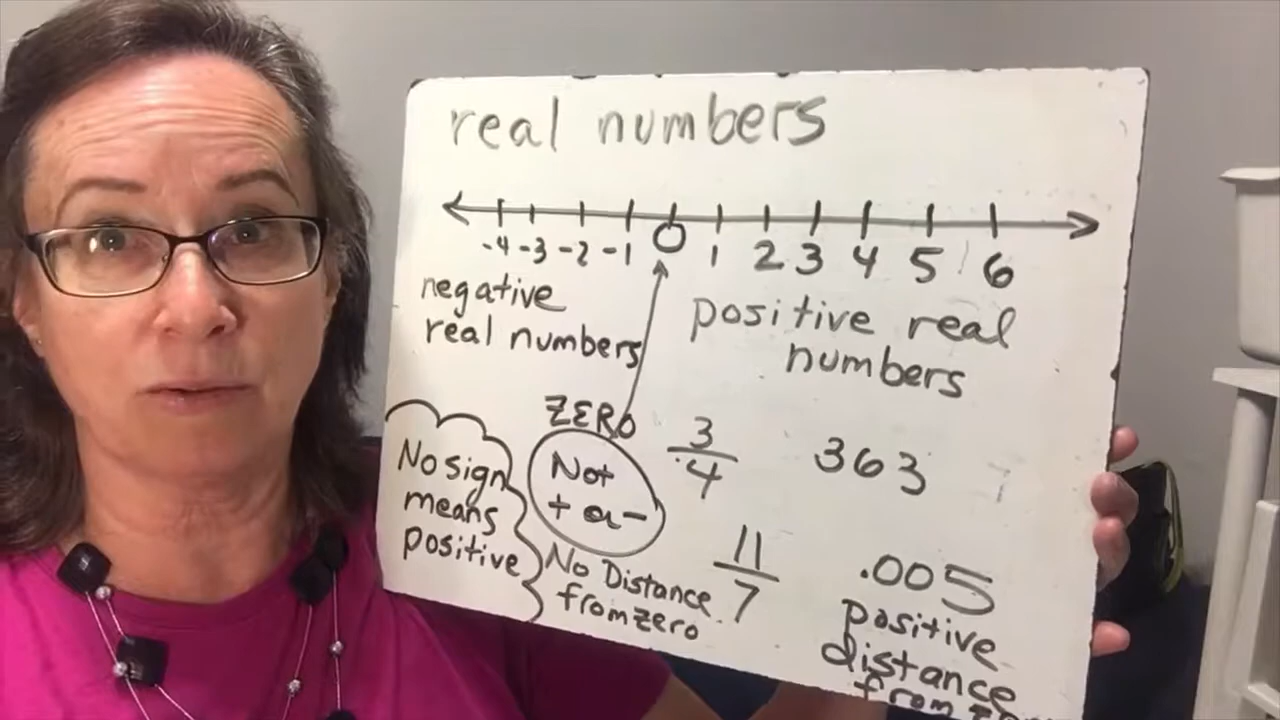 real numbers
-4 -3 -2 -1 0 1 2 3 4 5 6
negative
real numbers
positive real
numbers
ZERO
Not
+ or -
No Distance
from zero
No sign
means
positive
3
4
363
11
7
.005
positive
distance
from